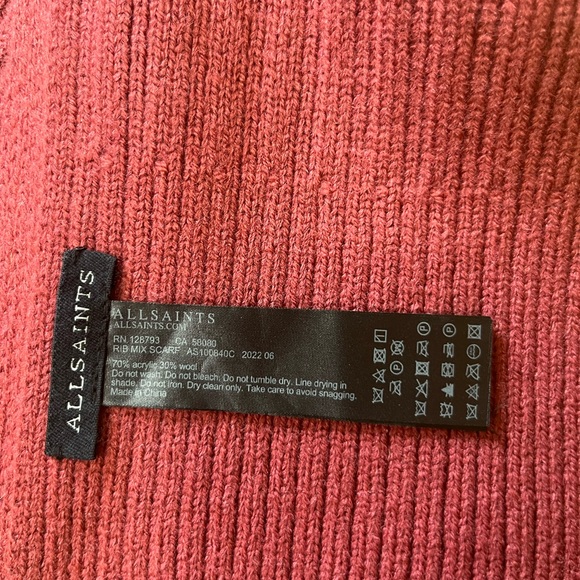 ALLSAINTS
ALLSAINTS
ALLSAINTS.COM
RN.128793 CA 58080
RIB MIX SCARF AS100840C 2022 06
70% acrylic 30% wool
Do not wash. Do not bleach. Do not tumble dry. Line drying in
shade. Do not iron. Dry clean only. Take care to avoid snagging.
Made in China